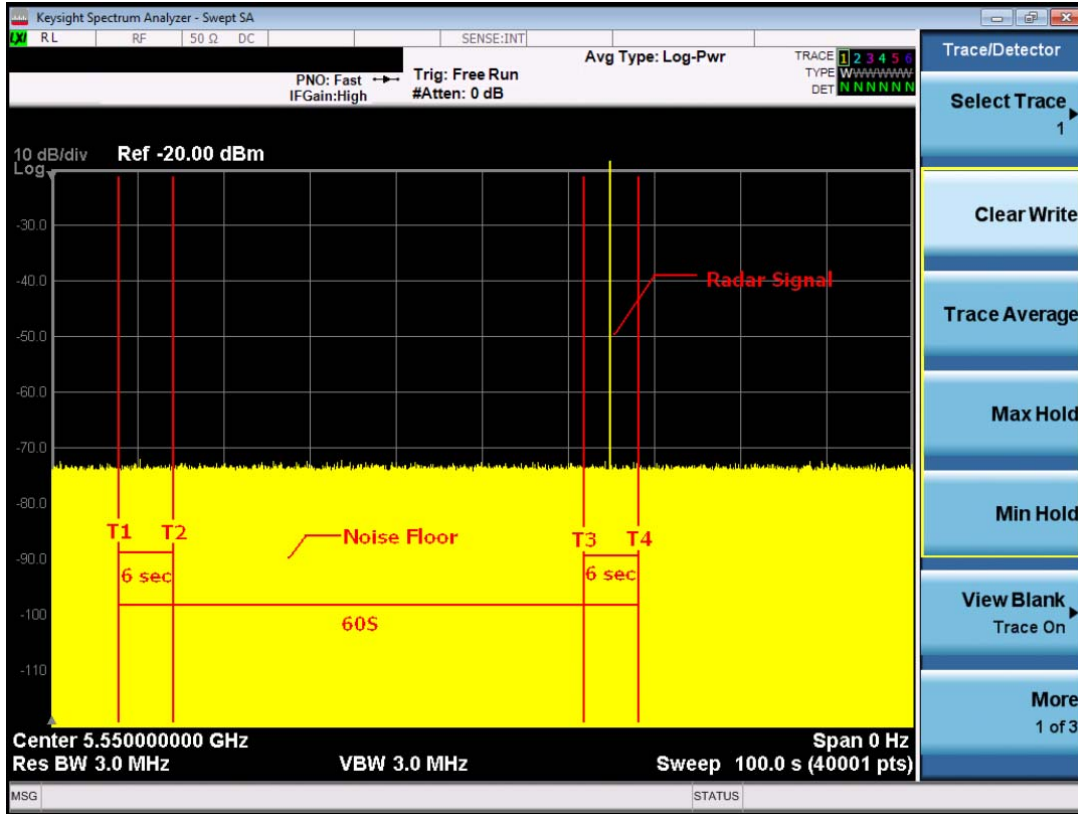 Keysight Spectrum Analyzer - Swept SA
LXI RL RF 50 Ω DC SENSE:INT
PNO: Fast
IFGain:High
Trig: Free Run
#Atten: 0 dB
Avg Type: Log-Pwr
TRACE 1 2 3 4 5 6
TYPE WWWWWW
DET N N N N N N
10 dB/div
Log
Ref -20.00 dBm
-30.0
-40.0
-50.0
-60.0
-70.0
-80.0
-90.0
-100
-110
Radar Signal
T1 T2
Noise Floor
T3 T4
6 sec
6 sec
60S
Center 5.550000000 GHz
Span 0 Hz
Res BW 3.0 MHz
VBW 3.0 MHz
Sweep 100.0 s (40001 pts)
MSG
STATUS
Trace/Detector
Select Trace
1
Clear Write
Trace Average
Max Hold
Min Hold
View Blank
Trace On
More
1 of 3